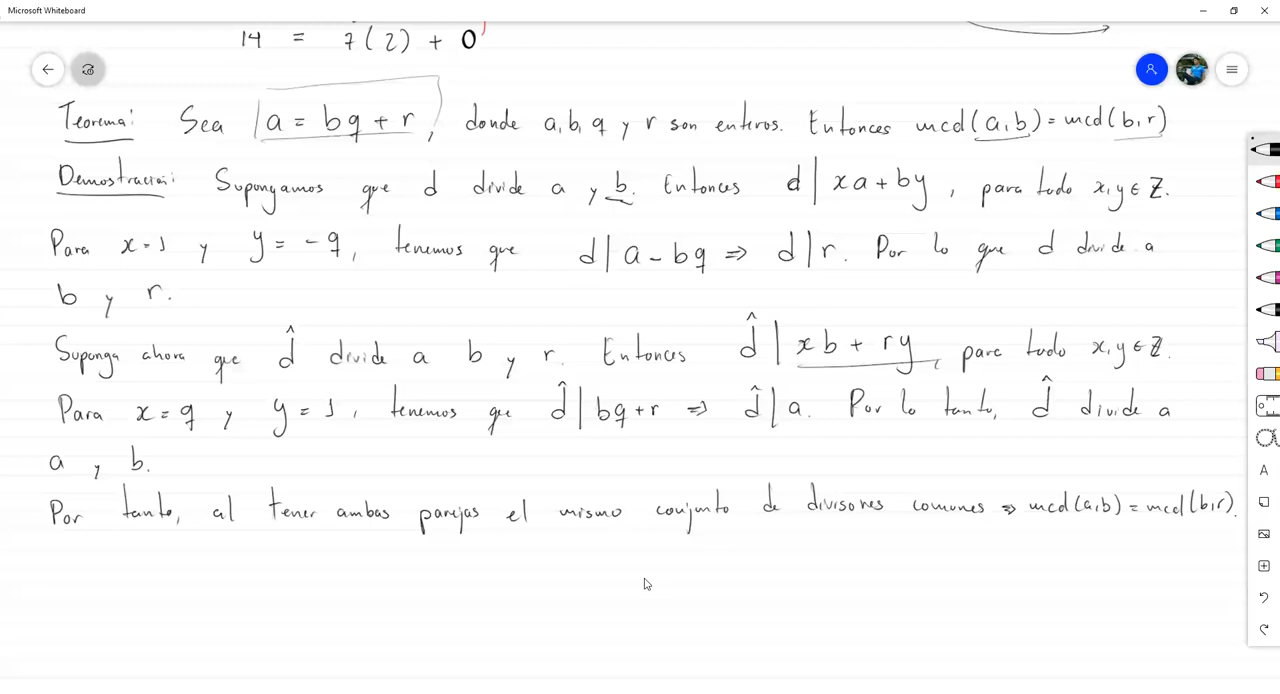 Microsoft Whiteboard
14 = 7(2) + 0
Teorema: Sea a = bq + r, donde a, b, q y r son enteros. Entonces mcd(a,b)=mcd(b,r)
Demostración: Supongamos que d divide a y b. Entonces d | xa+by, para todo x,y ∈ Z.
Para x=1 y y= -q, tenemos que d | a - bq ⇒ d | r. Por lo que d divide a
b y r.
Suponga ahora que d̂ divide a b y r. Entonces d̂ | xb + ry, para todo x,y ∈ Z.
Para x=q y y=1, tenemos que d̂ | bq+r ⇒ d̂ | a. Por lo tanto, d̂ divide a
a y b.
Por tanto, al tener ambas parejas el mismo conjunto de divisores comunes ⇒ mcd(a,b)=mcd(b,r).
A